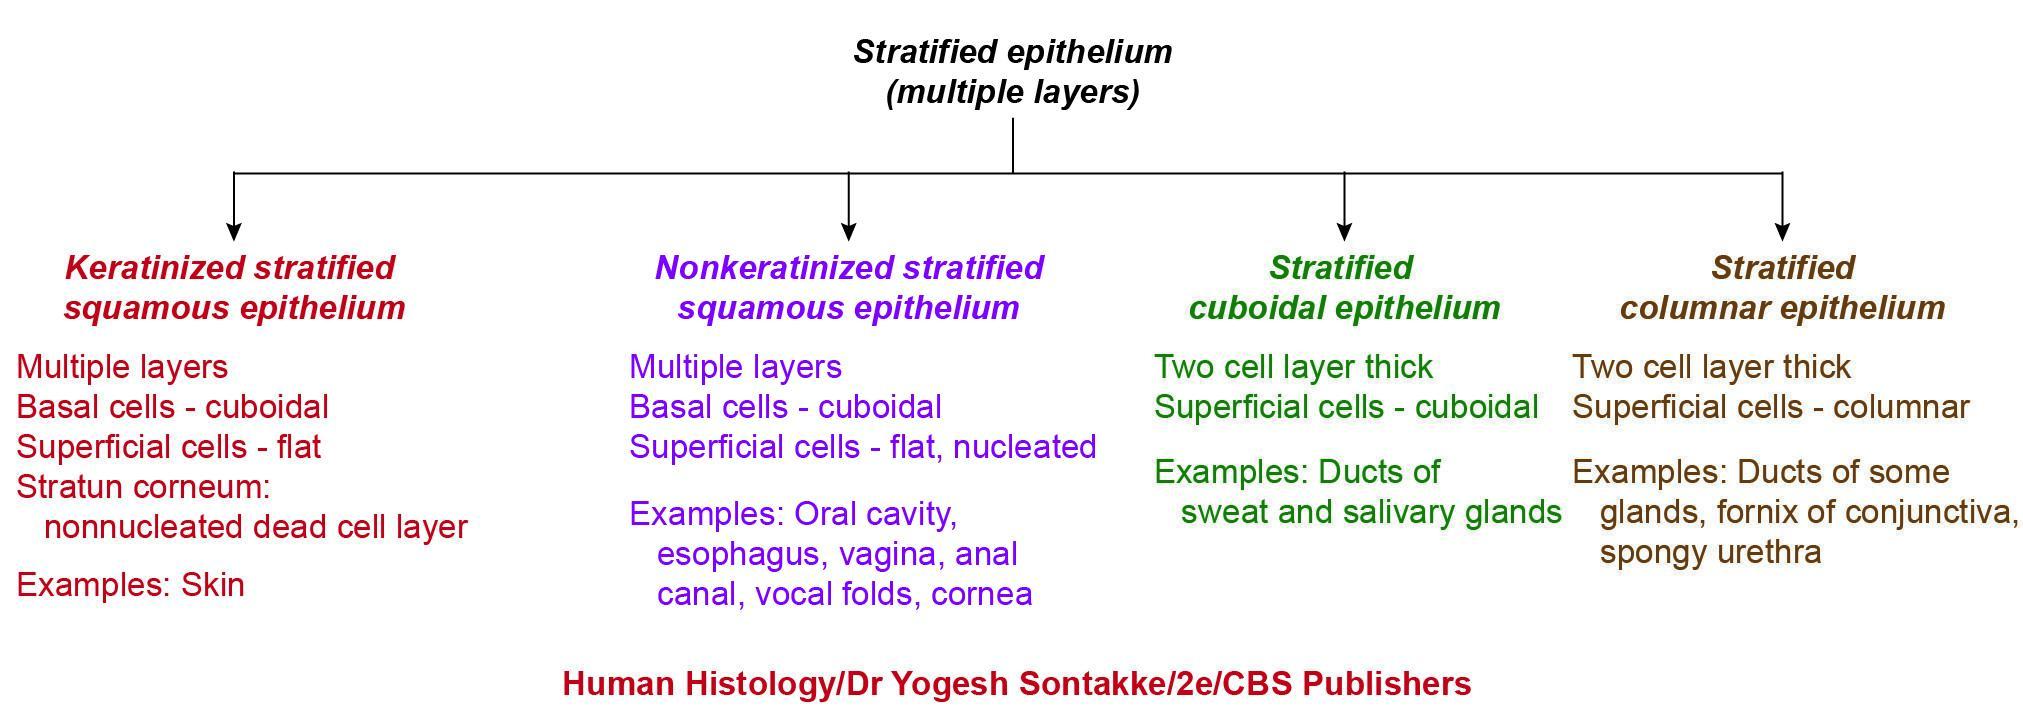 Stratified epithelium
(multiple layers)
Keratinized stratified
squamous epithelium
Multiple layers
Basal cells - cuboidal
Superficial cells - flat
Stratun corneum:
nonnucleated dead cell layer
Examples: Skin
Nonkeratinized stratified
squamous epithelium
Multiple layers
Basal cells - cuboidal
Superficial cells - flat, nucleated
Examples: Oral cavity,
esophagus, vagina, anal
canal, vocal folds, cornea
Stratified
cuboidal epithelium
Two cell layer thick
Superficial cells - cuboidal
Examples: Ducts of
sweat and salivary glands
Stratified
columnar epithelium
Two cell layer thick
Superficial cells - columnar
Examples: Ducts of some
glands, fornix of conjunctiva,
spongy urethra
Human Histology/Dr Yogesh Sontakke/2e/CBS Publishers